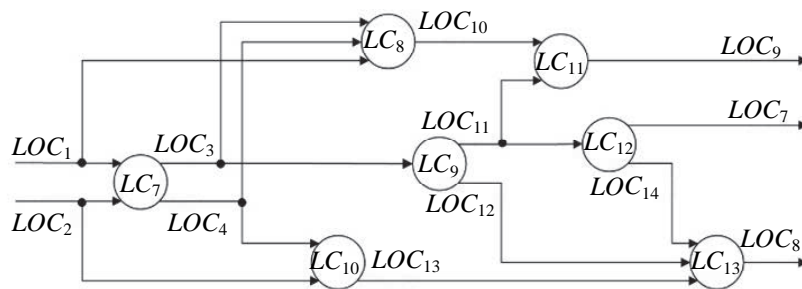 LOC₁₀
LOC₉
LC₈
LC₁₁
LOC₇
LOC₁
LOC₃
LOC₁₁
LC₁₂
LC₇
LC₉
LOC₁₄
LOC₂
LOC₄
LOC₁₂
LOC₈
LC₁₀
LOC₁₃
LC₁₃